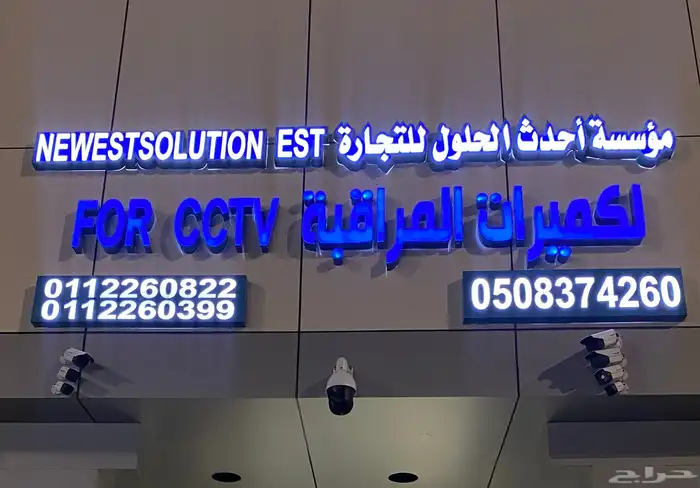 NEWESTSOLUTION EST مؤسسة أحدث الحلول للتجارة
FOR CCTV لكميرات المراقبة
0112260822
0112260399
0508374260
حراج